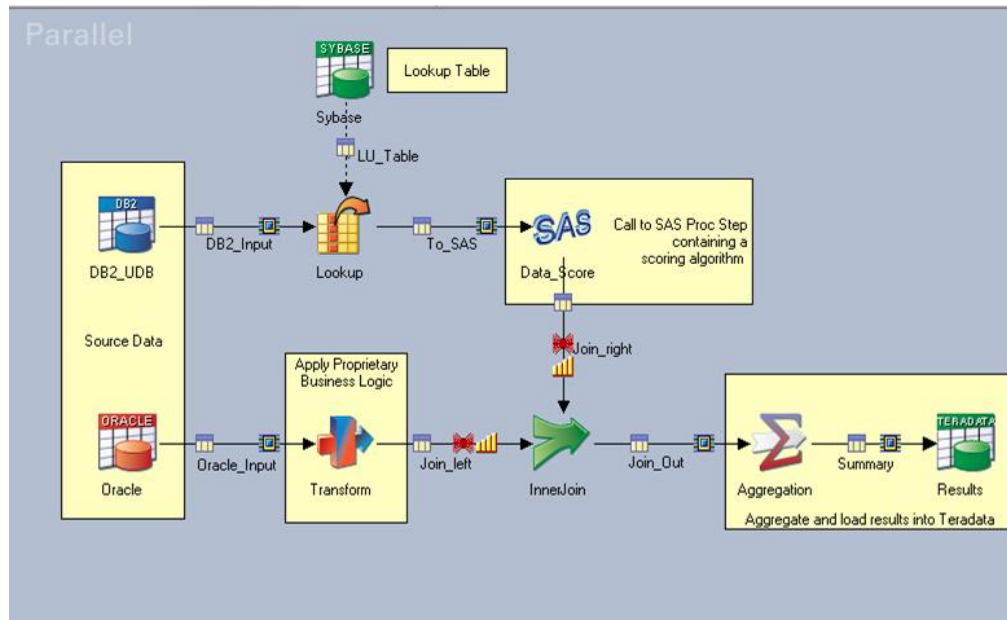 Parallel
SYBASE
Sybase
Lookup Table
LU_Table
DB2
DB2_UDB
DB2_Input
Lookup
To_SAS
SAS
Data_Score
Call to SAS Proc Step
containing a
scoring algorithm
Source Data
Join_right
Apply Proprietary
Business Logic
ORACLE
Oracle
Oracle_Input
Transform
Join_left
InnerJoin
Join_Out
Aggregation
Summary
TERADATA
Results
Aggregate and load results into Teradata